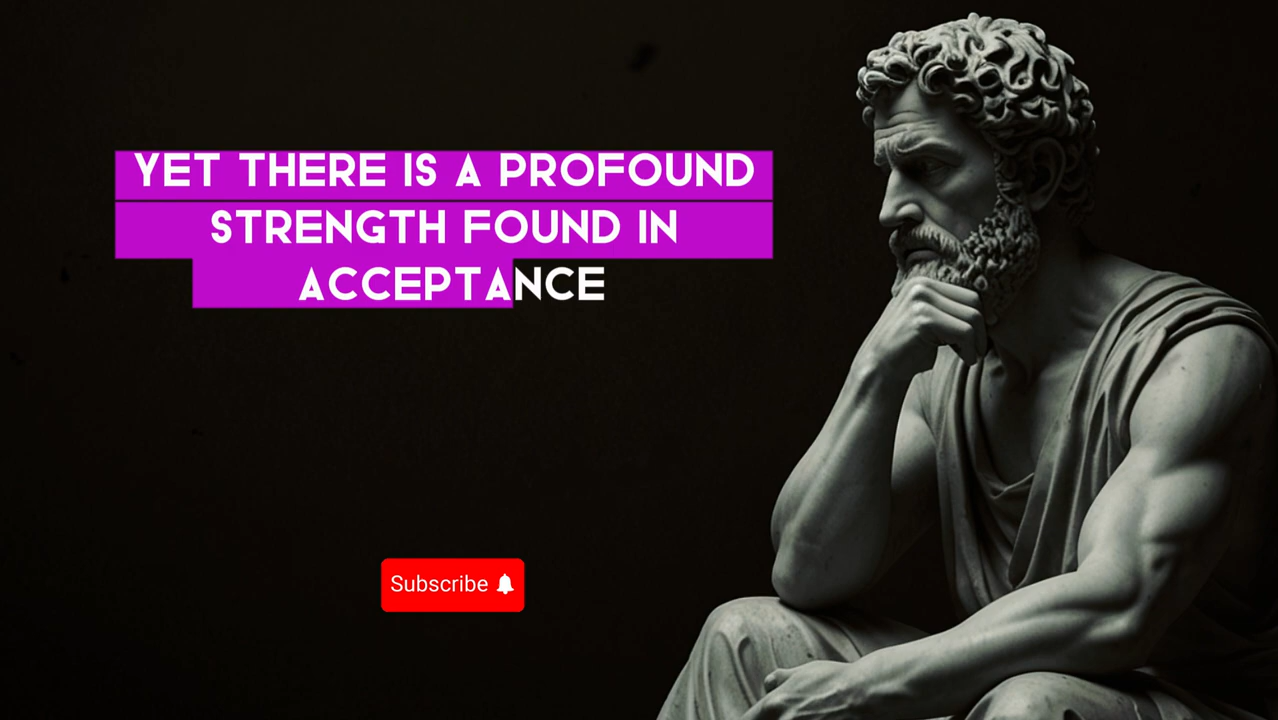 YET THERE IS A PROFOUND
STRENGTH FOUND IN
ACCEPTANCE
Subscribe